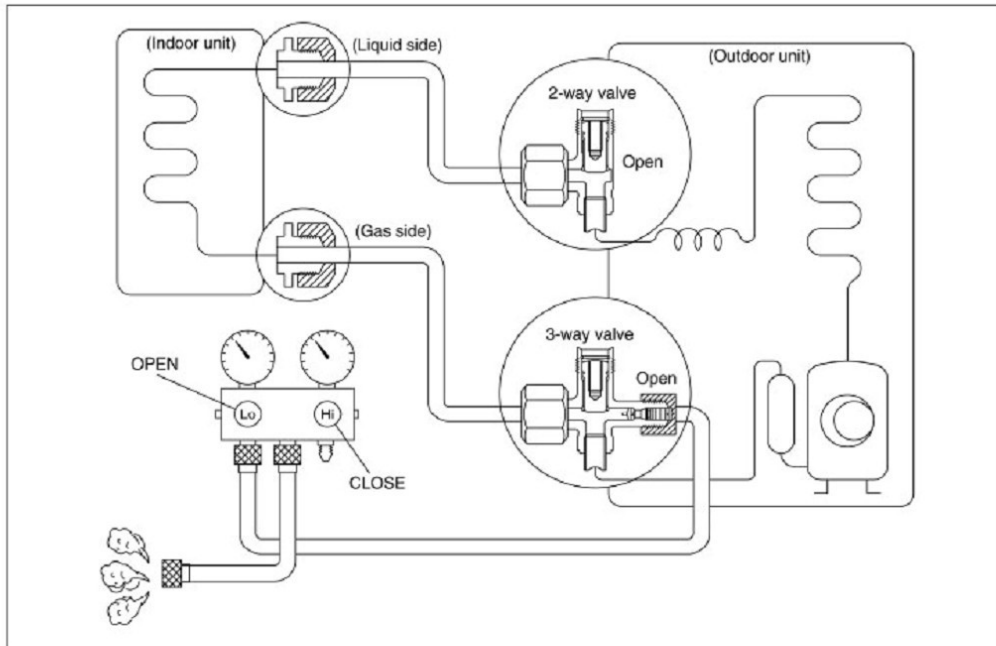 (Indoor unit)
(Liquid side)
(Outdoor unit)
2-way valve
Open
(Gas side)
3-way valve
Open
OPEN
Lo
Hi
CLOSE